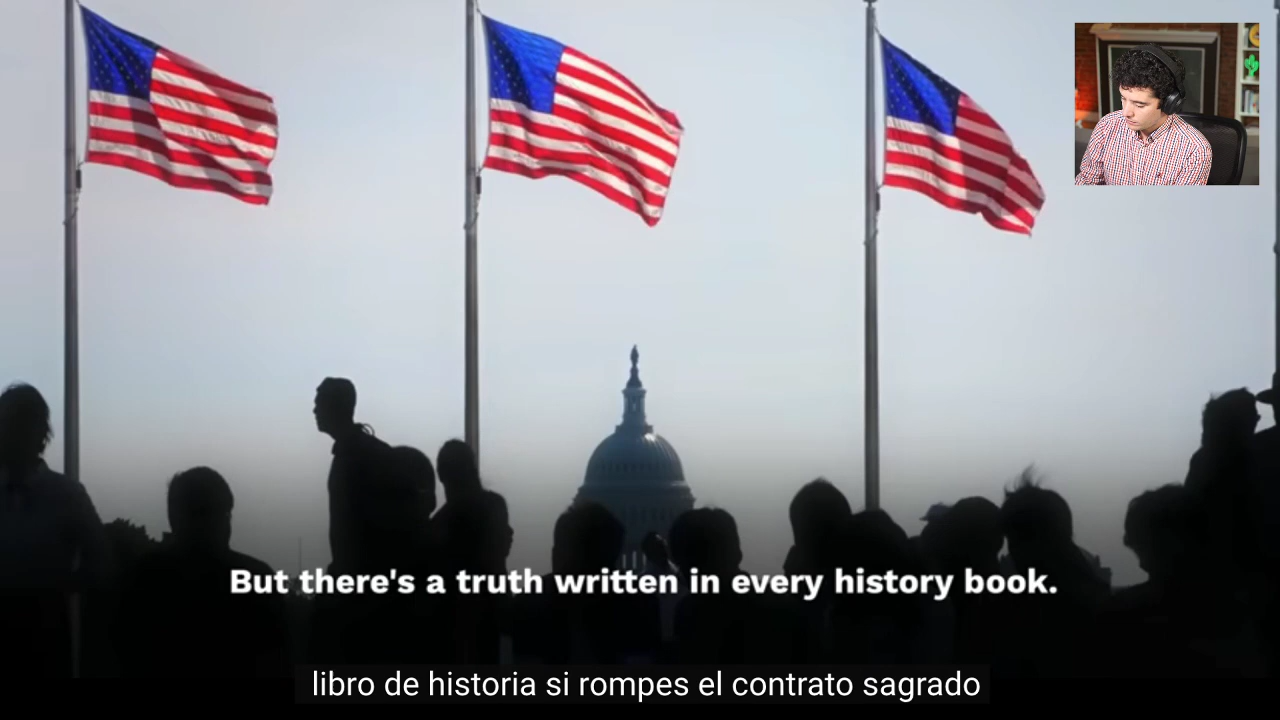 But there's a truth written in every history book.
libro de historia si rompes el contrato sagrado